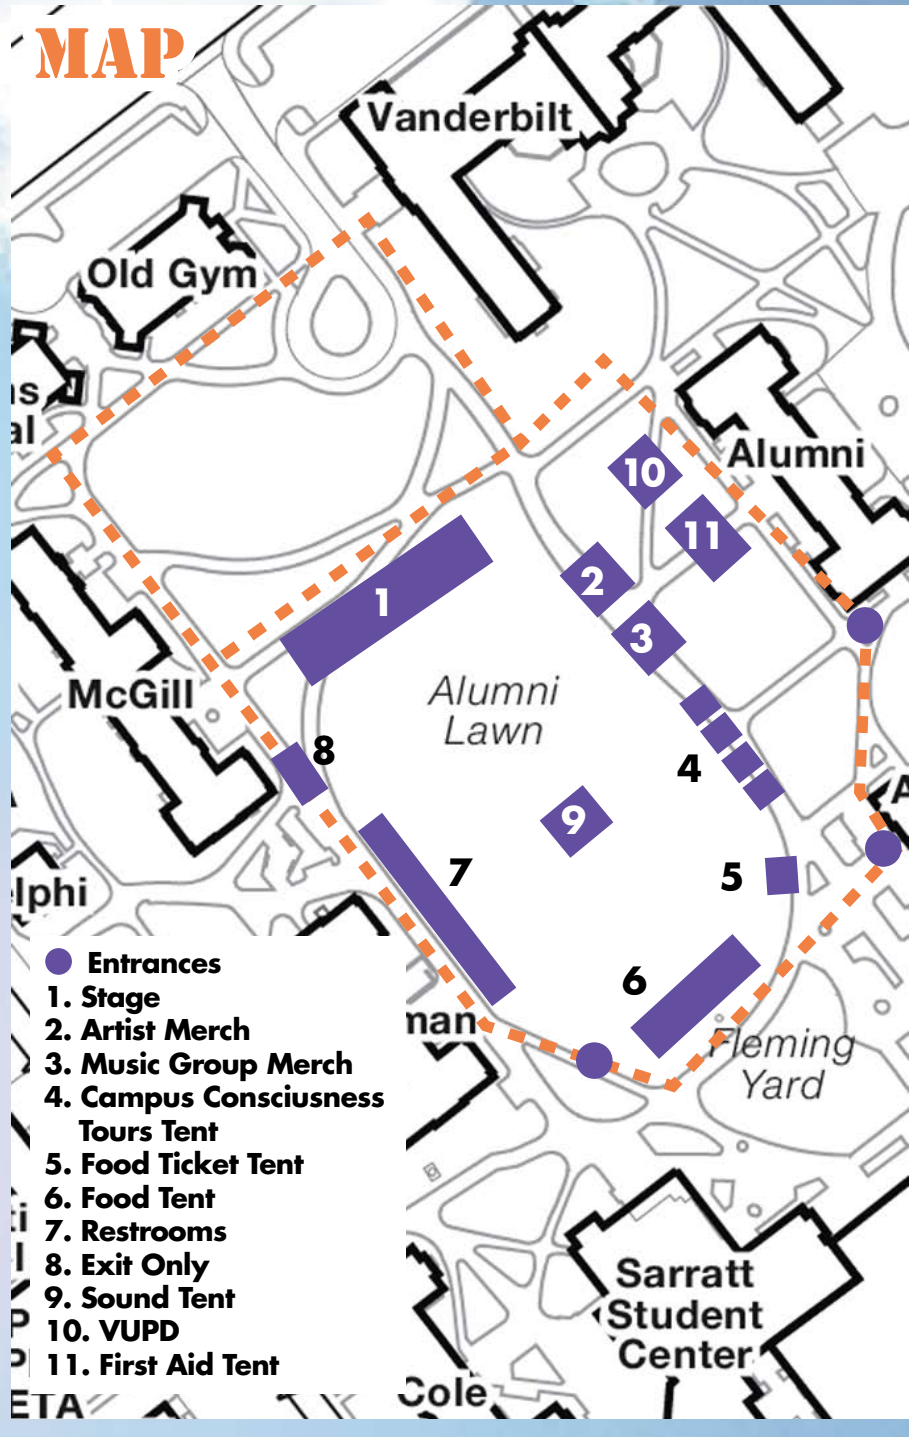 MAP
Vanderbilt
Old Gym
Alumni
10
11
1
2
3
McGill
Alumni
Lawn
8
4
9
7
5
lphi
6
man
Fleming
Yard
Entrances
1. Stage
2. Artist Merch
3. Music Group Merch
4. Campus Consciusness
Tours Tent
5. Food Ticket Tent
6. Food Tent
7. Restrooms
8. Exit Only
9. Sound Tent
10. VUPD
11. First Aid Tent
Sarratt
Student
Center
Cole
ETA